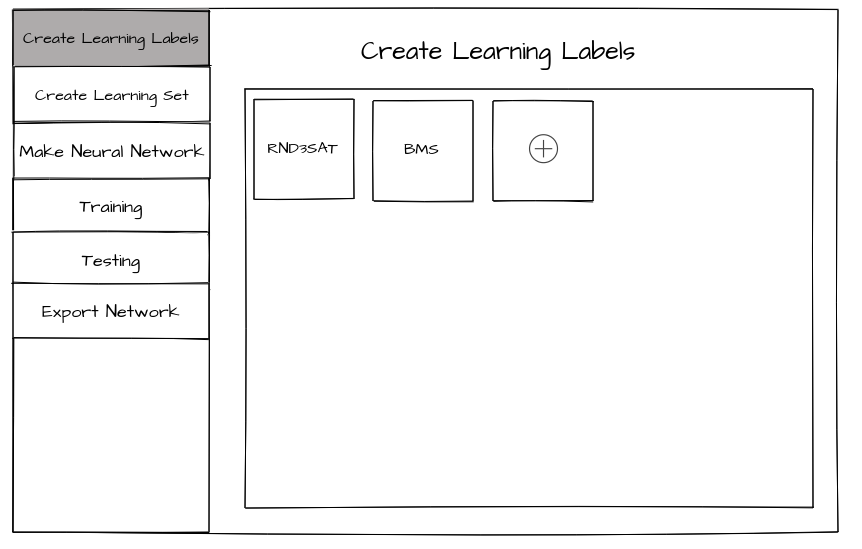 Create Learning Labels
Create Learning Set
Make Neural Network
Training
Testing
Export Network
Create Learning Labels
RND3SAT
BMS